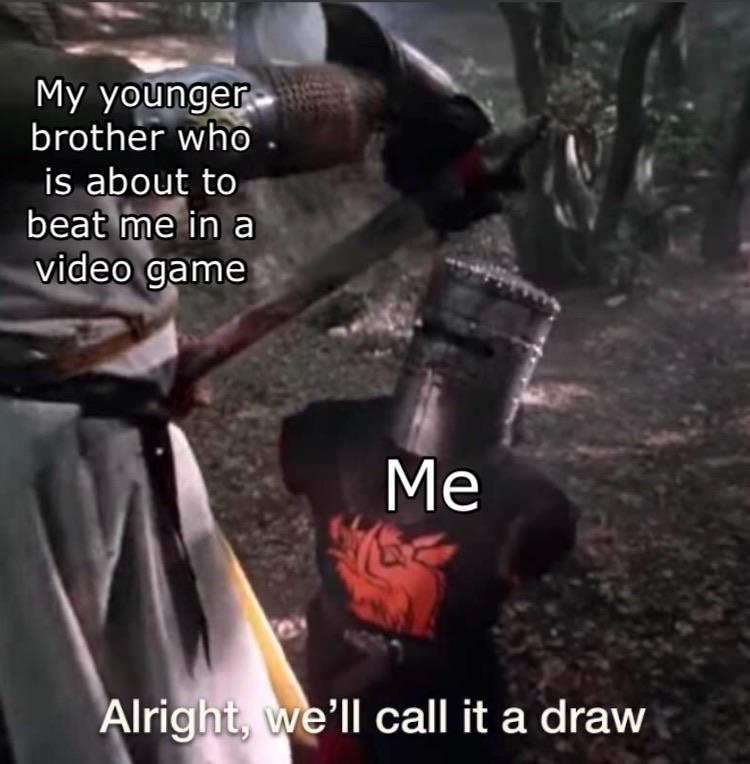 My younger
brother who
is about to
beat me in a
video game
Me
Alright, we'll call it a draw